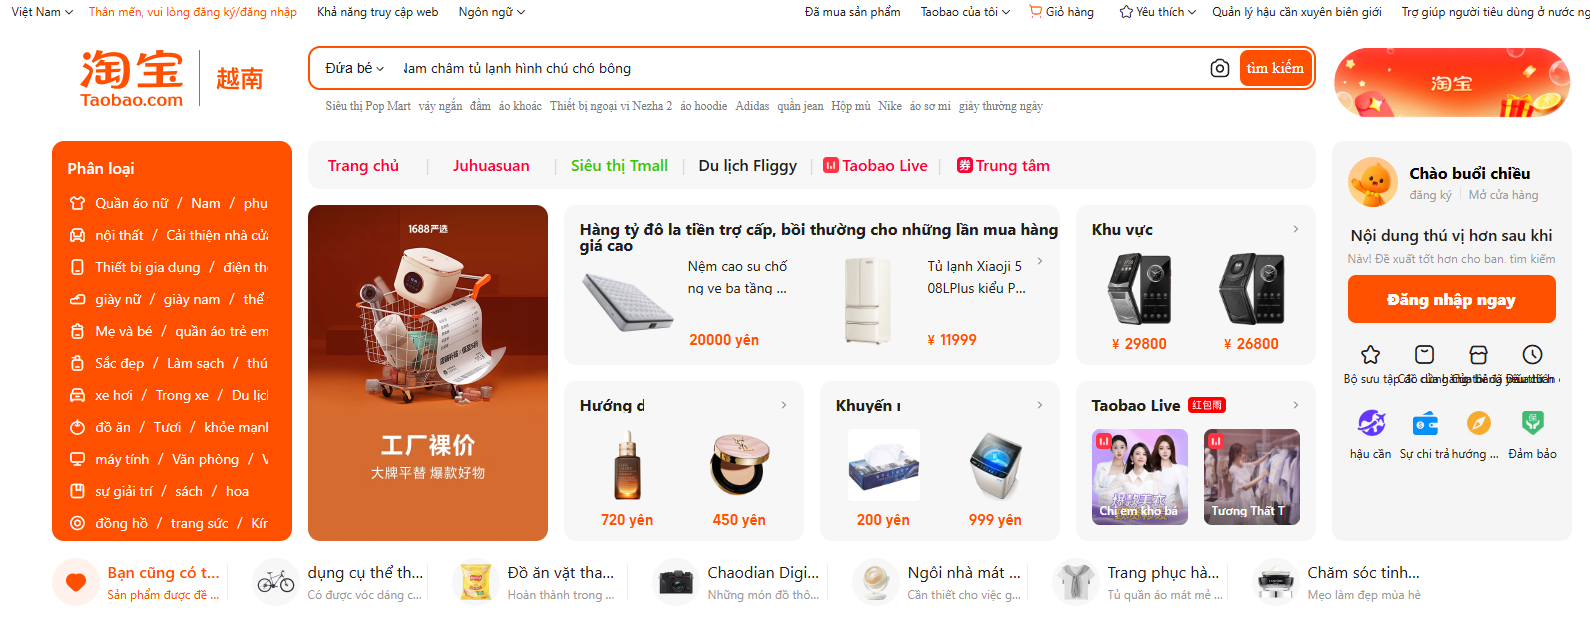 Việt Nam Thân mến, vui lòng đăng ký/đăng nhập Khả năng truy cập web Ngôn ngữ Đã mua sản phẩm Taobao của tôi Giỏ hàng Yêu thích Quản lý hậu cần xuyên biên giới Trợ giúp người tiêu dùng ở nước
淘宝 越南
Taobao.com
Đứa bé Nam châm tủ lạnh hình chú chó bông tìm kiếm
淘宝
Siêu thị Pop Mart váy ngắn đầm áo khoác Thiết bị ngoại vi Nezha 2 áo hoodie Adidas quần jean Hộp mù Nike áo sơ mi giày thường ngày
Trang chủ Juhuasuan Siêu thị Tmall Du lịch Fliggy Taobao Live 券 Trung tâm
Phân loại
Quần áo nữ / Nam / phụ
nội thất / Cải thiện nhà cửa
Thiết bị gia dụng / điện
giày nữ / giày nam / thể
Mẹ và bé / quần áo trẻ em
Sắc đẹp / Làm sạch / thú
xe hơi / Trong xe / Du lịch
đồ ăn / Tươi / khỏe mạnh
máy tính / Văn phòng /
sự giải trí / sách / hoa
đồng hồ / trang sức /
1688严选
工厂裸价
大牌平替 爆款好物
Hàng tỷ đô la tiền trợ cấp, bồi thường cho những lần mua hàng
giá cao
Nệm cao su chố
ng ve ba tầng ...
20000 yên
Tủ lạnh Xiaoji 5
08LPlus kiểu P...
¥ 11999
Khu vực
¥ 29800 ¥ 26800
Hướng
720 yên 450 yên
Khuyến
200 yên 999 yên
Taobao Live 红包雨
Chị em kho bá
Tương Thất T
Chào buổi chiều
đăng ký Mở cửa hàng
Nội dung thú vị hơn sau khi
Này! Đề xuất tốt hơn cho bạn. tìm kiếm
Đăng nhập ngay
Bộ sưu tập
hậu cần Sự chi trả hướng ... Đảm bảo
Bạn cũng có t... dụng cụ thể th... Đồ ăn vặt tha... Chaodian Digi... Ngôi nhà mát ... Trang phục hà... Chăm sóc tinh...
Sản phẩm được đề ... Có được vóc dáng c... Hoàn thành trong ... Những món đồ thô... Cần thiết cho việc g... Tủ quần áo mát mẻ ... Mẹo làm đẹp mùa hè